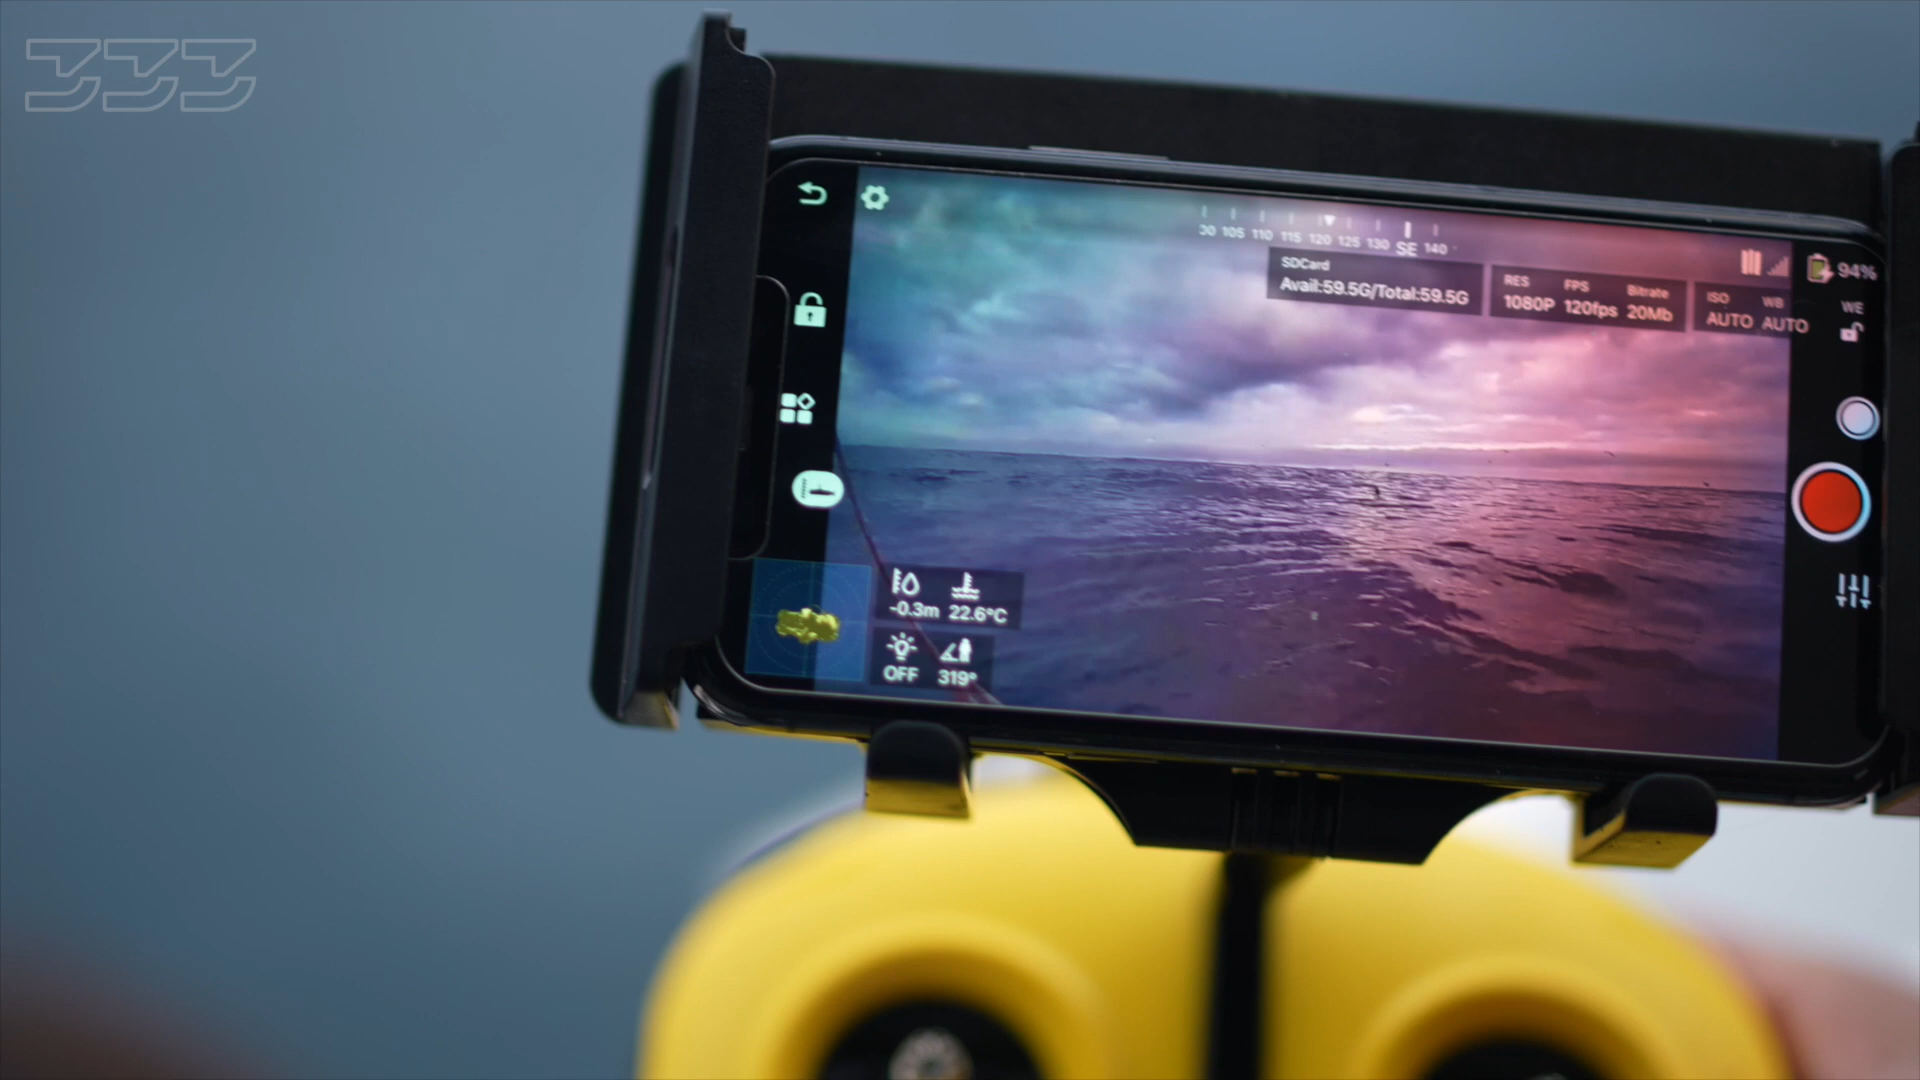 105 110 115 120 125 130 SE 140
94%
SDCard
Avail:59.5G/Total:59.5G
RES FPS Bitrate
1080P 120fps 20Mb
ISO WB
AUTO AUTO
WE
-0.3m 22.6°C
OFF 319°